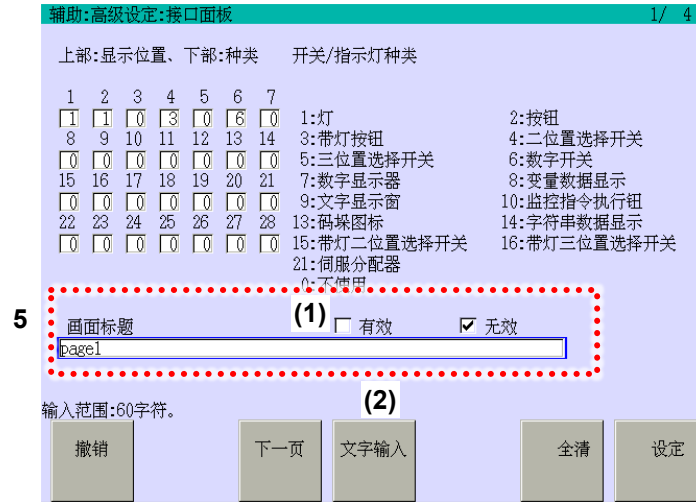 辅助:高级设定:接口面板 1/ 4
上部:显示位置、下部:种类 开关/指示灯种类
1 2 3 4 5 6 7
1 1 0 3 0 6 0 1:灯 2:按钮
8 9 10 11 12 13 14 3:带灯按钮 4:二位置选择开关
0 0 0 0 0 0 0 5:三位置选择开关 6:数字开关
15 16 17 18 19 20 21 7:数字显示器 8:变量数据显示
0 0 0 0 0 0 0 9:文字显示窗 10:监控指令执行钮
22 23 24 25 26 27 28 13:码垛图标 14:字符串数据显示
0 0 0 0 0 0 0 15:带灯二位置选择开关 16:带灯三位置选择开关
21:伺服分配器
0:不使用
5 画面标题 (1) 有效 无效
page1
(2)
输入范围:60字符。
撤销 下一页 文字输入 全清 设定